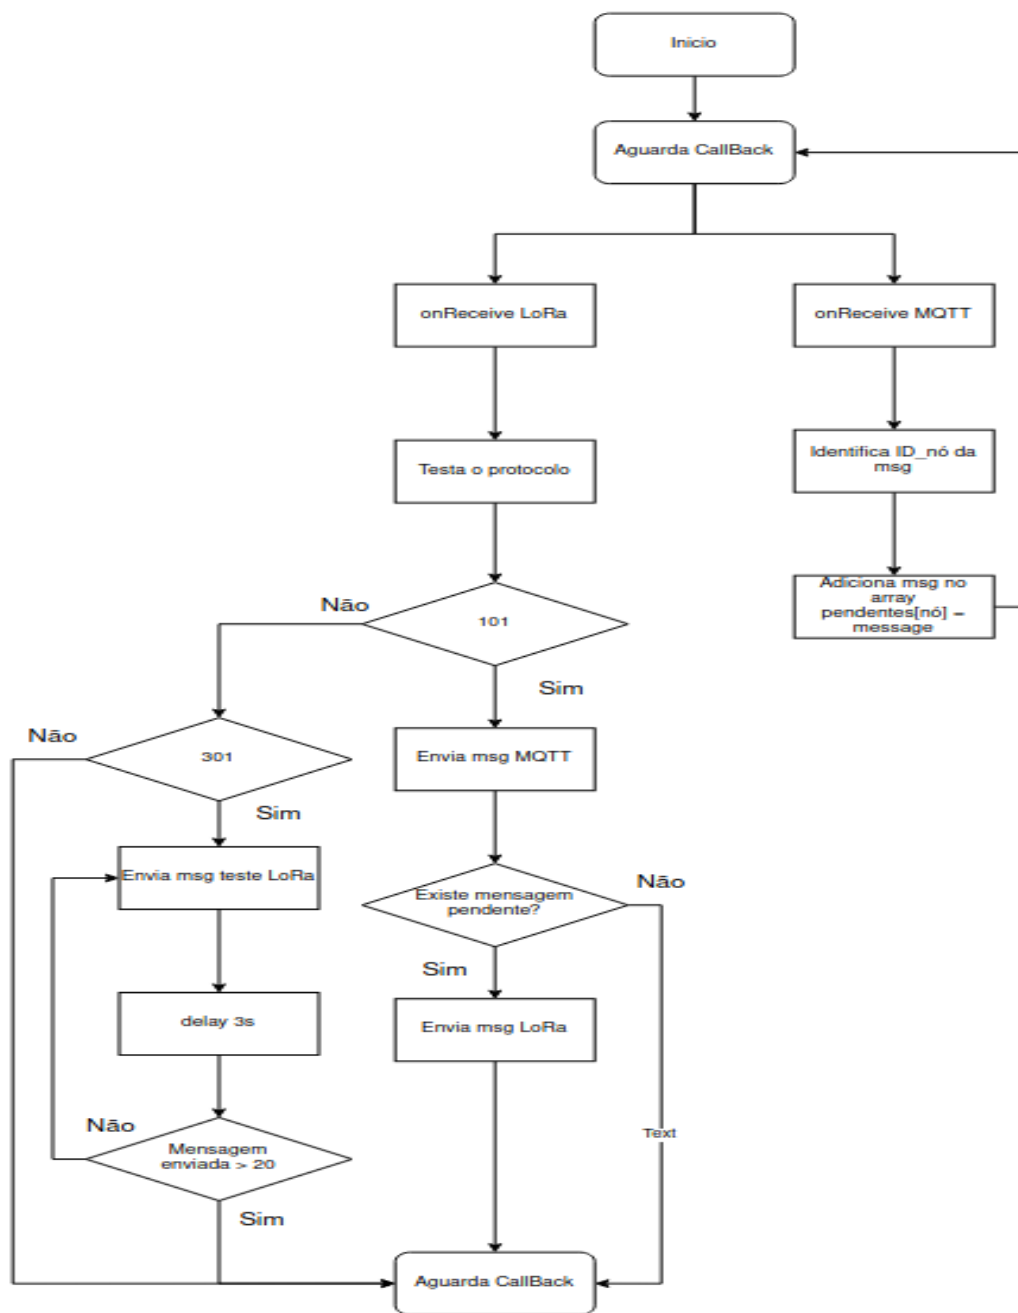 Inicio
Aguarda CallBack
onReceive LoRa
onReceive MQTT
Testa o protocolo
Identifica ID_nó da
msg
Adiciona msg no
array
pendentes[nó] =
message
Não
101
Sim
Não
301
Envia msg MQTT
Sim
Envia msg teste LoRa
Existe mensagem
pendente?
Não
Sim
delay 3s
Envia msg LoRa
Não
Mensagem
enviada > 20
Text
Sim
Aguarda CallBack